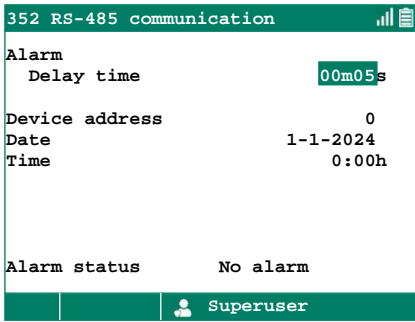 352 RS-485 communication
Alarm
Delay time 00m05s
Device address 0
Date 1-1-2024
Time 0:00h
Alarm status No alarm
Superuser